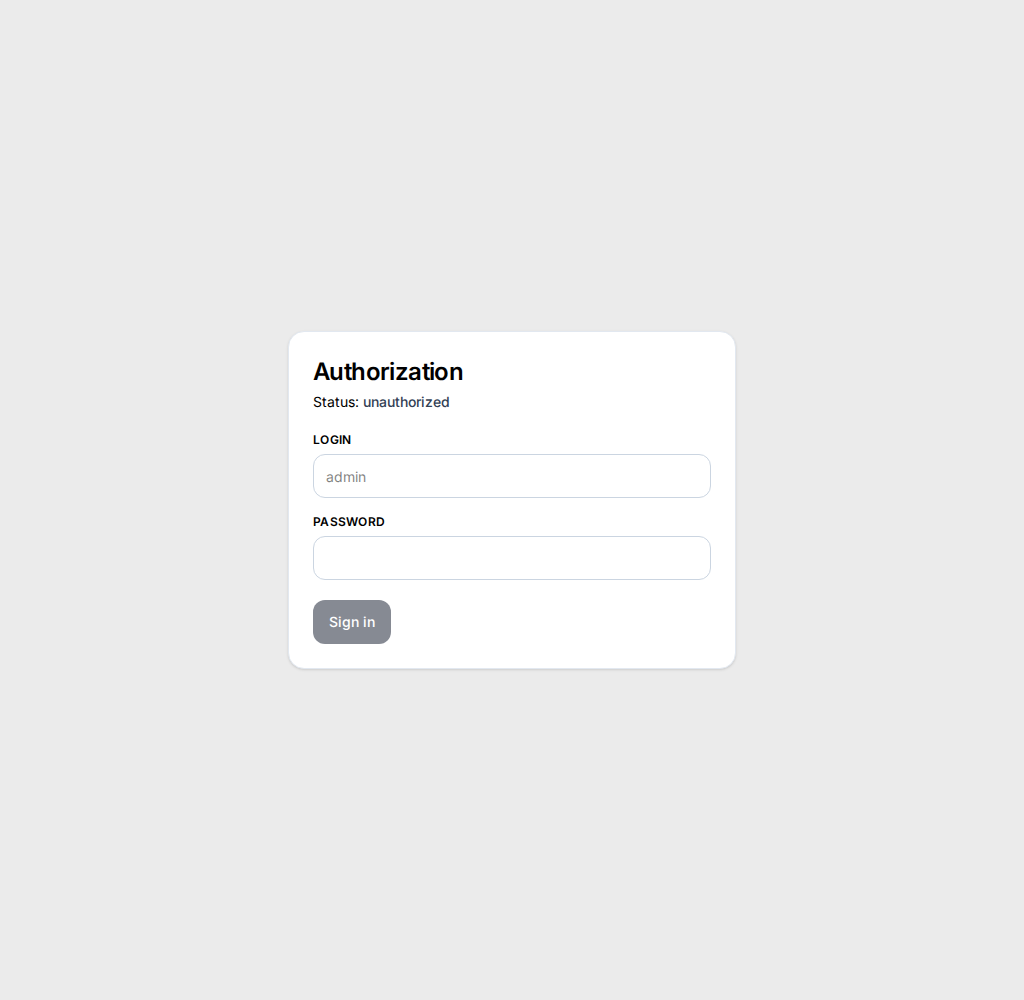 Authorization
Status: unauthorized
LOGIN
admin
PASSWORD
Sign in